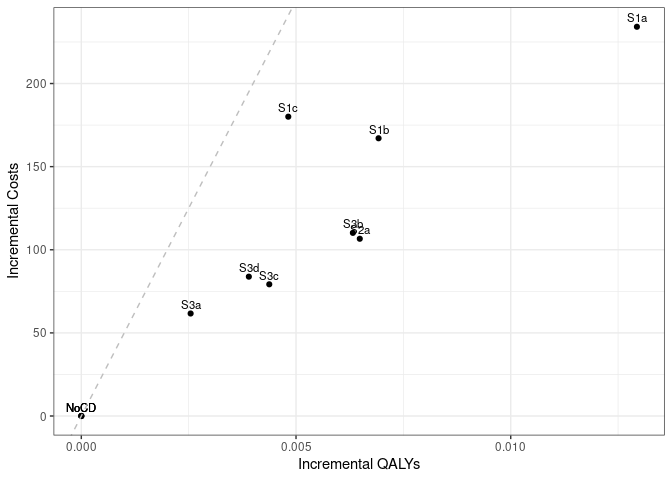 S1a
200
S1c
S1b
150
Incremental Costs
S3b
100
S3d
S3c
S3a
50
NoCD
0
0.000
0.005
0.010
Incremental QALYs